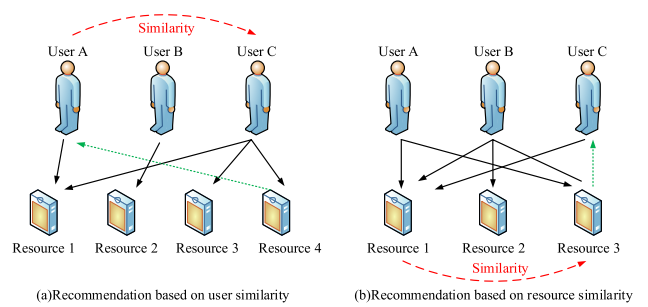 Similarity
User A User B User C
Resource 1 Resource 2 Resource 3 Resource 4
(a)Recommendation based on user similarity
User A User B User C
Resource 1 Resource 2 Resource 3
Similarity
(b)Recommendation based on resource similarity